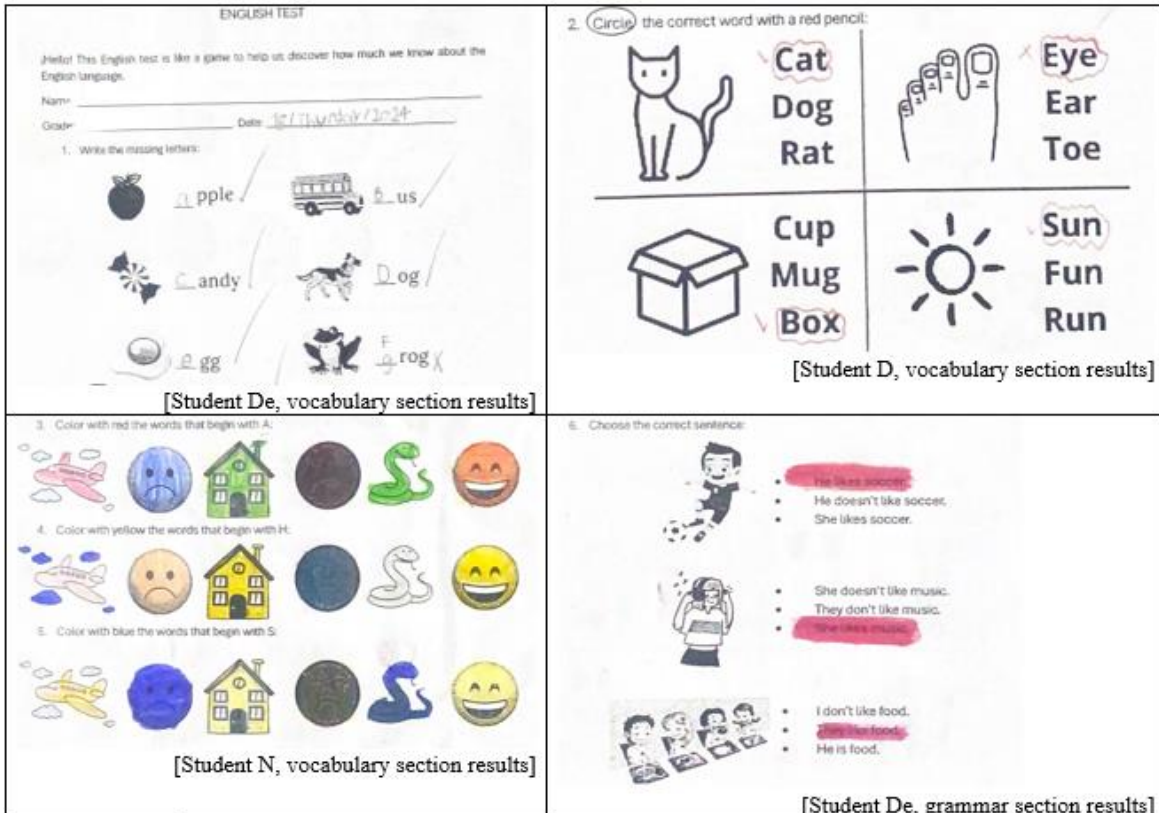 ENGLISH TEST
¡Hello! This English test is like a game to help us discover how much we know about the
English language.
Name
Grade Date 18/Thursday/2024
1. Write the missing letters:
a pple / B us /
C andy / D og /
e gg / F g rog X
[Student De, vocabulary section results]
2. Circle the correct word with a red pencil:
Cat
Dog
Rat
Eye
Ear
Toe
Cup
Mug
Box
Sun
Fun
Run
[Student D, vocabulary section results]
3. Color with red the words that begin with A:
4. Color with yellow the words that begin with H:
5. Color with blue the words that begin with S:
[Student N, vocabulary section results]
6. Choose the correct sentence:
He likes soccer.
He doesn't like soccer.
She likes soccer.
She doesn't like music.
They don't like music.
She likes music.
I don't like food.
They like food.
He is food.
[Student De, grammar section results]